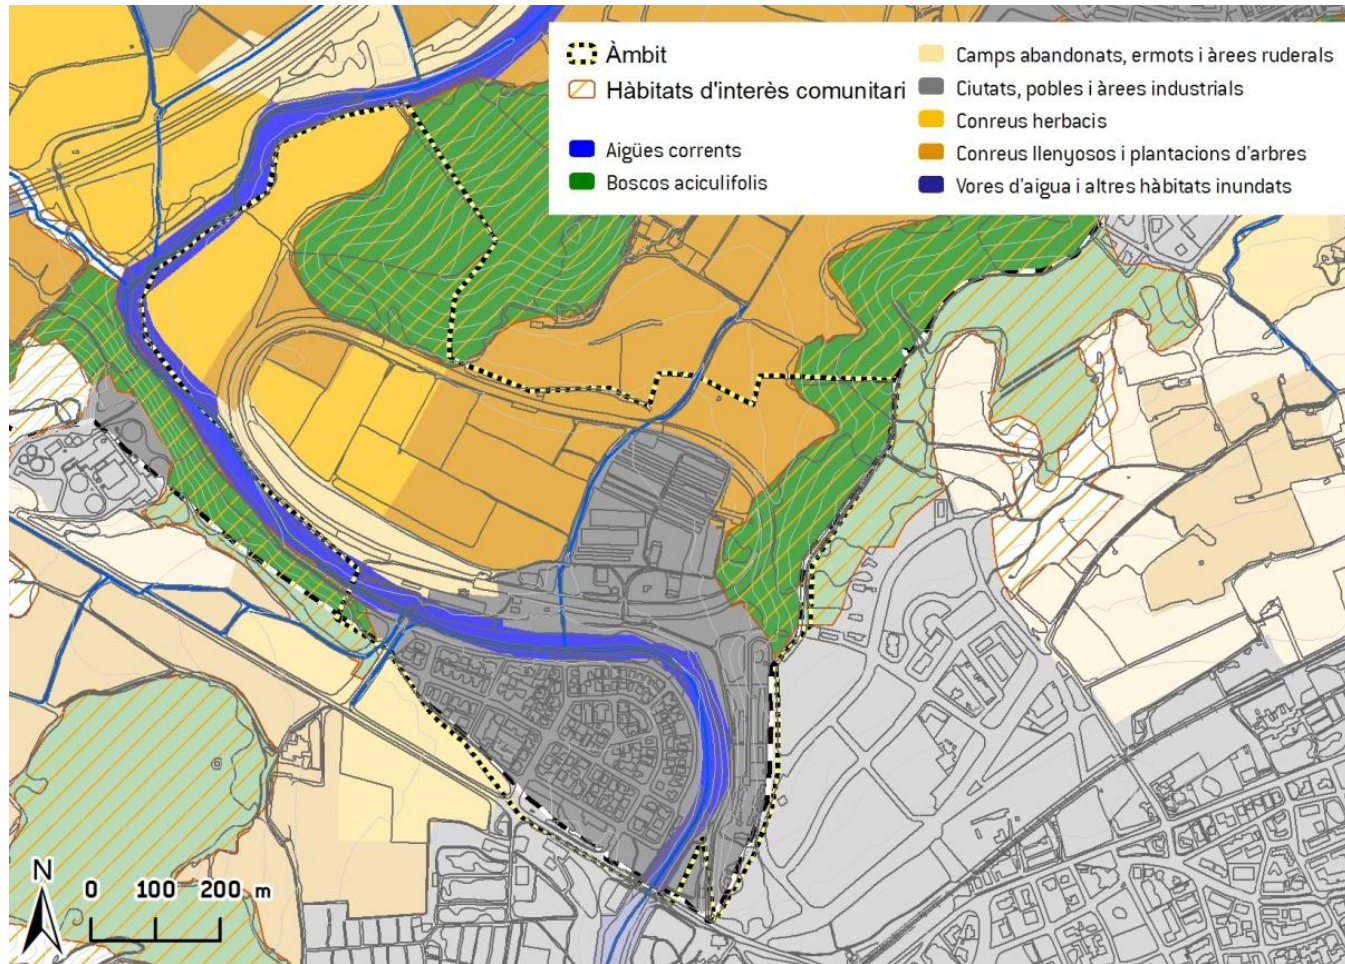 Àmbit
Hàbitats d'interès comunitari
Aigües corrents
Boscos aciculifolis
Camps abandonats, ermots i àrees ruderals
Ciutats, pobles i àrees industrials
Conreus herbacis
Conreus llenyosos i plantacions d'arbres
Vores d'aigua i altres hàbitats inundats
N
0 100 200 m